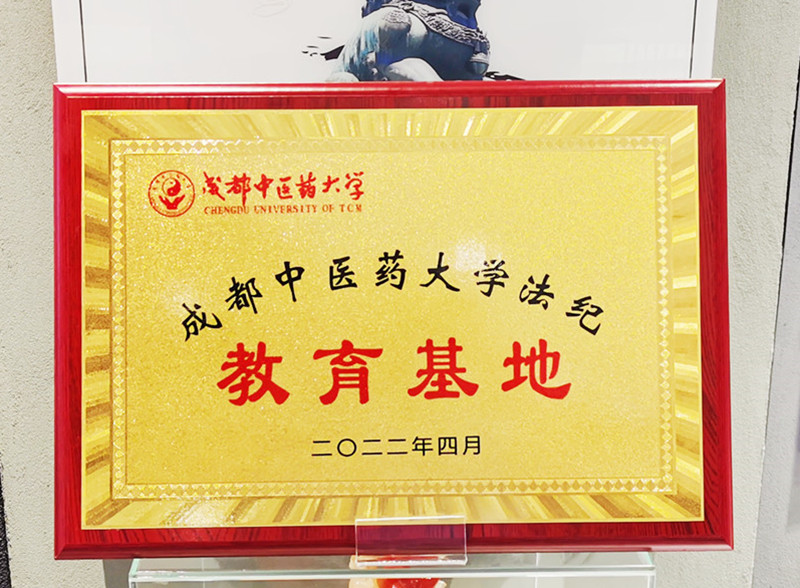 成都中医药大学
CHENGDU UNIVERSITY OF TCM
成都中医药大学法纪
教育基地
二〇二二年四月